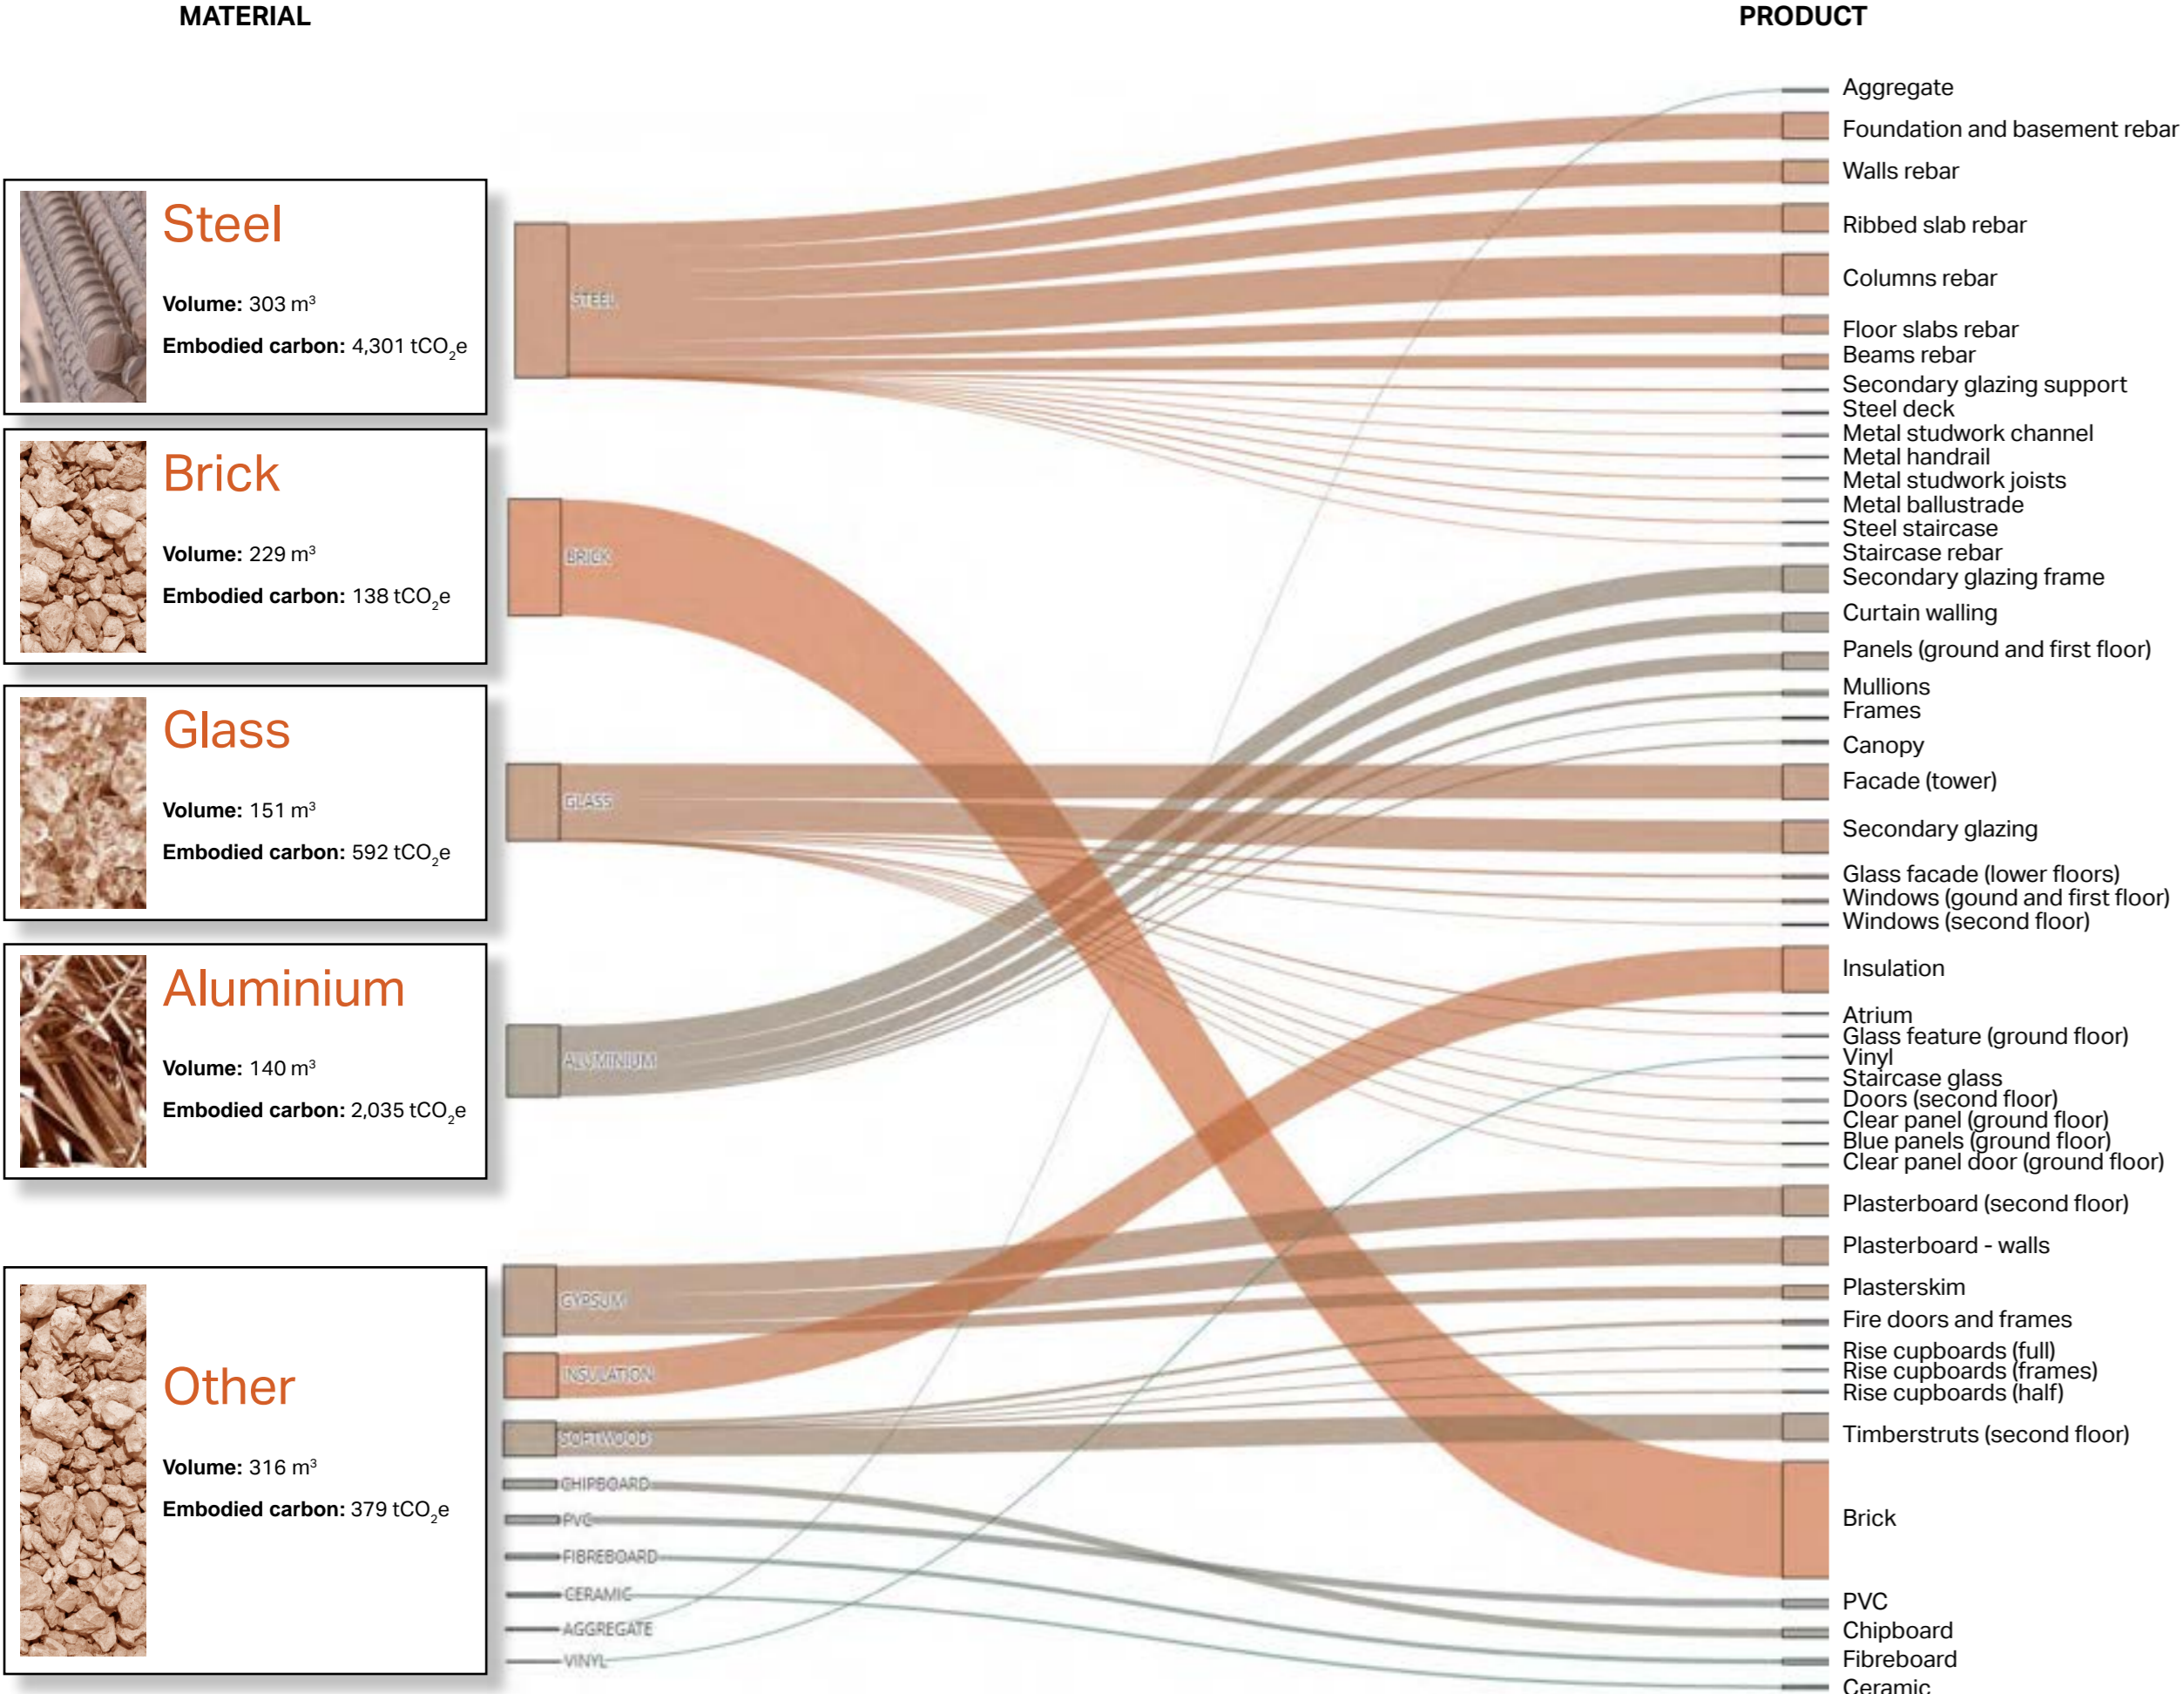 MATERIAL
PRODUCT
Steel
Volume: 303 m³
Embodied carbon: 4,301 tCO₂e
Brick
Volume: 229 m³
Embodied carbon: 138 tCO₂e
Glass
Volume: 151 m³
Embodied carbon: 592 tCO₂e
Aluminium
Volume: 140 m³
Embodied carbon: 2,035 tCO₂e
Other
Volume: 316 m³
Embodied carbon: 379 tCO₂e
STEEL
BRICK
GLASS
ALUMINIUM
GYPSUM
INSULATION
SOFTWOOD
CHIPBOARD
PVC
FIBREBOARD
CERAMIC
AGGREGATE
VINYL
Aggregate
Foundation and basement rebar
Walls rebar
Ribbed slab rebar
Columns rebar
Floor slabs rebar
Beams rebar
Secondary glazing support
Steel deck
Metal studwork channel
Metal handrail
Metal studwork joists
Metal ballustrade
Steel staircase
Staircase rebar
Secondary glazing frame
Curtain walling
Panels (ground and first floor)
Mullions
Frames
Canopy
Facade (tower)
Secondary glazing
Glass facade (lower floors)
Windows (gound and first floor)
Windows (second floor)
Insulation
Atrium
Glass feature (ground floor)
Vinyl
Staircase glass
Doors (second floor)
Clear panel (ground floor)
Blue panels (ground floor)
Clear panel door (ground floor)
Plasterboard (second floor)
Plasterboard - walls
Plasterskim
Fire doors and frames
Rise cupboards (full)
Rise cupboards (frames)
Rise cupboards (half)
Timberstruts (second floor)
Brick
PVC
Chipboard
Fibreboard
Ceramic